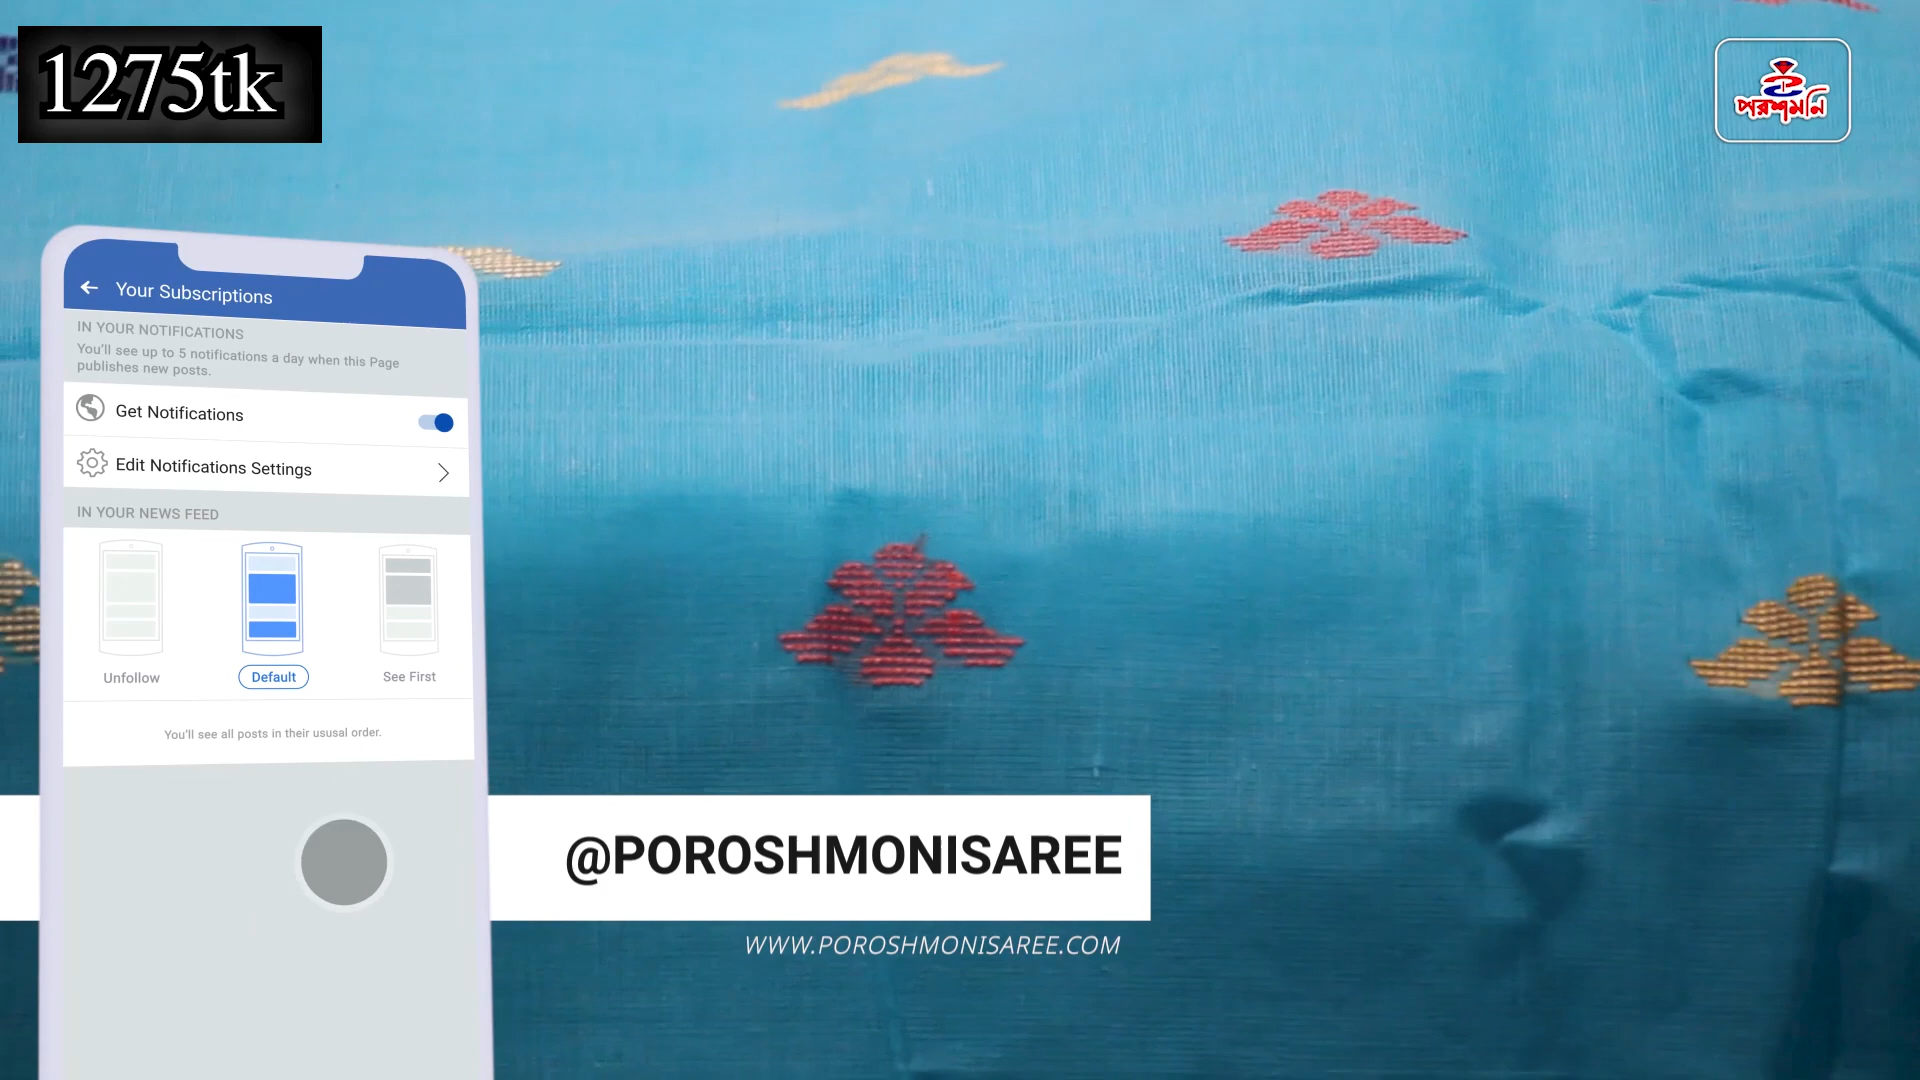 1275tk
পরশমনি
Your Subscriptions
IN YOUR NOTIFICATIONS
You'll see up to 5 notifications a day when this Page
publishes new posts.
Get Notifications
Edit Notifications Settings
IN YOUR NEWS FEED
Unfollow
Default
See First
You'll see all posts in their ususal order.
@POROSHMONISAREE
WWW.POROSHMONISAREE.COM